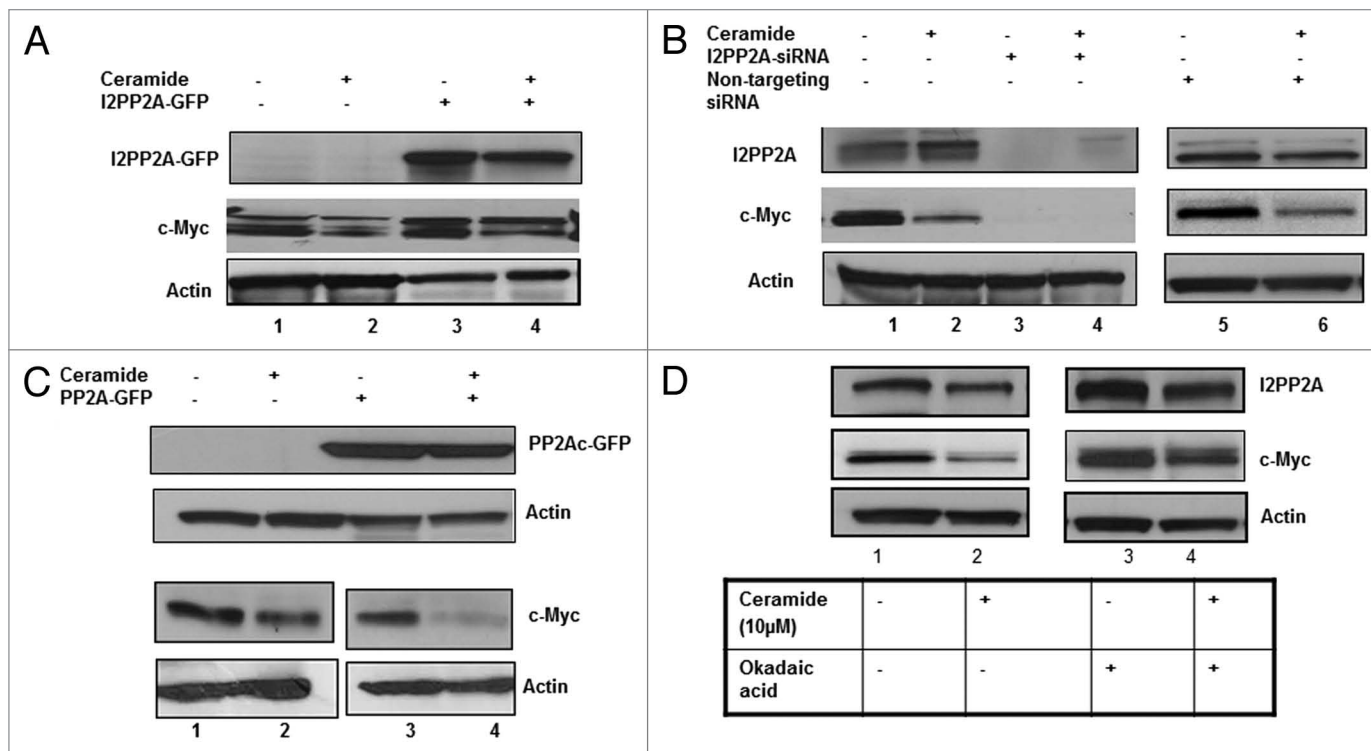 A
Ceramide - + - +
I2PP2A-GFP - - + +
I2PP2A-GFP
c-Myc
Actin
1 2 3 4
B
Ceramide - + - + - +
I2PP2A-siRNA - - + + - -
Non-targeting - - - - + +
siRNA
I2PP2A
c-Myc
Actin
1 2 3 4 5 6
C
Ceramide - + - +
PP2A-GFP - - + +
PP2Ac-GFP
Actin
c-Myc
Actin
1 2 3 4
D
I2PP2A
c-Myc
Actin
1 2 3 4
Ceramide - + - +
(10µM)
Okadaic - - + +
acid